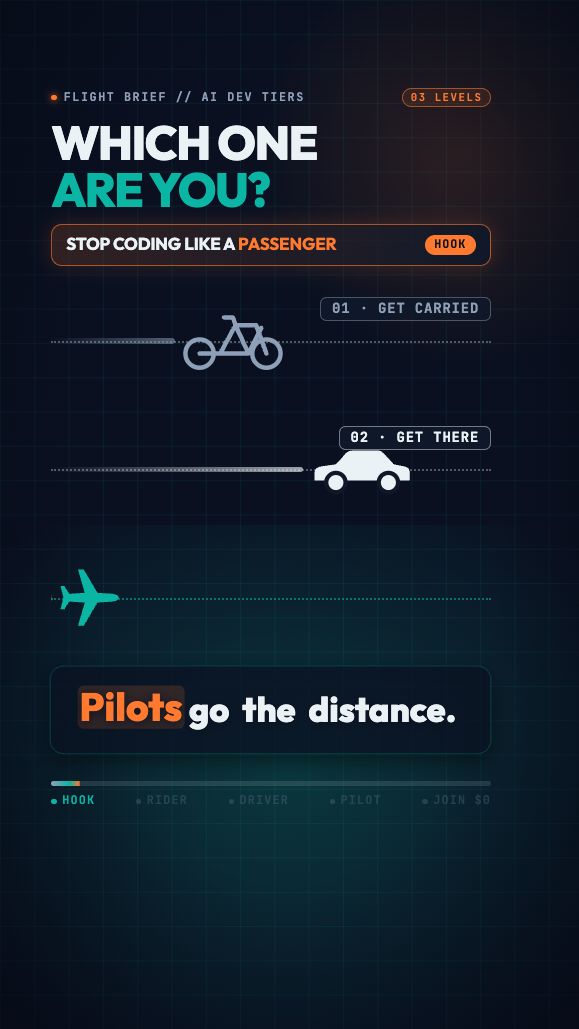 FLIGHT BRIEF // AI DEV TIERS
03 LEVELS
WHICH ONE
ARE YOU?
STOP CODING LIKE A PASSENGER
HOOK
01 · GET CARRIED
02 · GET THERE
Pilots go the distance.
HOOK
RIDER
DRIVER
PILOT
JOIN $0